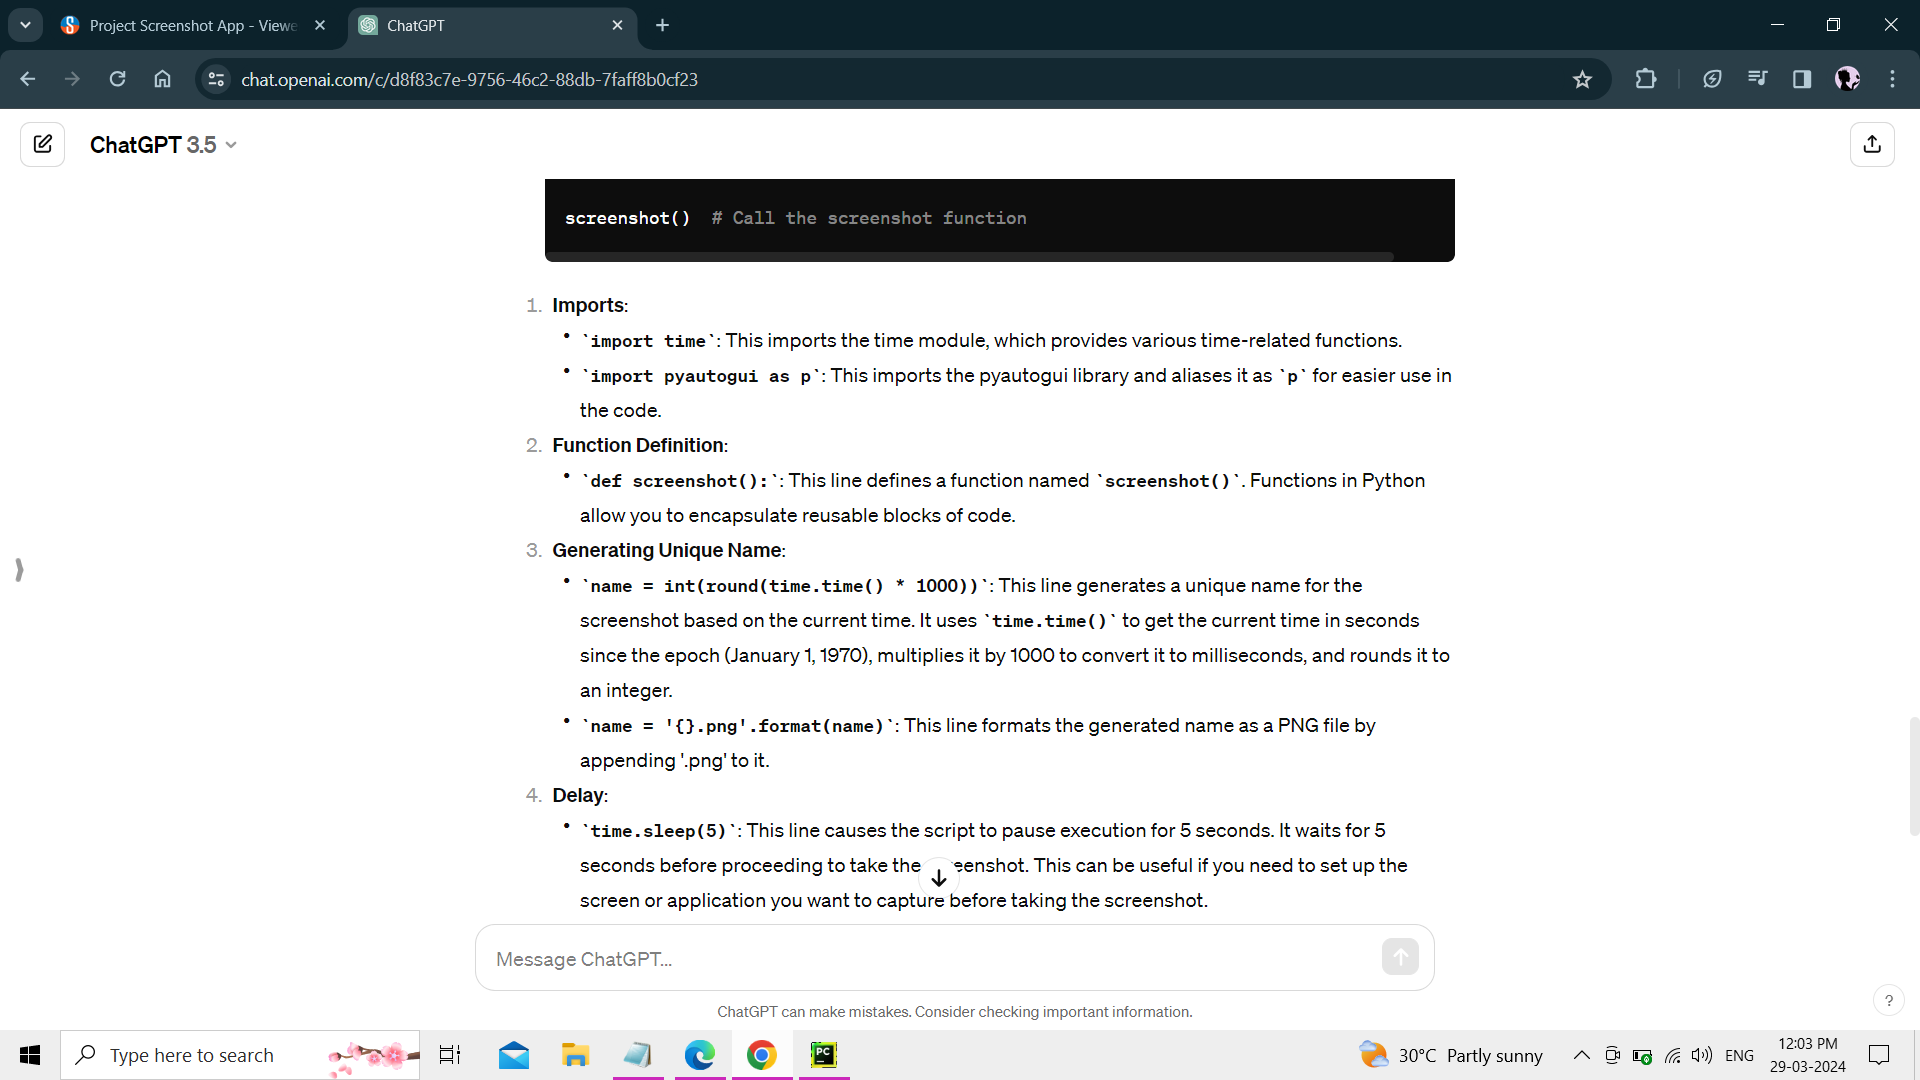 Project Screenshot App - Viewe
ChatGPT
chat.openai.com/c/d8f83c7e-9756-46c2-88db-7faff8b0cf23
ChatGPT 3.5
screenshot()  # Call the screenshot function
1. Imports:
• `import time`: This imports the time module, which provides various time-related functions.
• `import pyautogui as p`: This imports the pyautogui library and aliases it as `p` for easier use in
the code.
2. Function Definition:
• `def screenshot():`: This line defines a function named `screenshot()`. Functions in Python
allow you to encapsulate reusable blocks of code.
3. Generating Unique Name:
• `name = int(round(time.time() * 1000))`: This line generates a unique name for the
screenshot based on the current time. It uses `time.time()` to get the current time in seconds
since the epoch (January 1, 1970), multiplies it by 1000 to convert it to milliseconds, and rounds it to
an integer.
• `name = '{}.png'.format(name)`: This line formats the generated name as a PNG file by
appending '.png' to it.
4. Delay:
• `time.sleep(5)`: This line causes the script to pause execution for 5 seconds. It waits for 5
seconds before proceeding to take the screenshot. This can be useful if you need to set up the
screen or application you want to capture before taking the screenshot.
Message ChatGPT...
ChatGPT can make mistakes. Consider checking important information.
?
Type here to search
PC
30°C Partly sunny
ENG
12:03 PM
29-03-2024